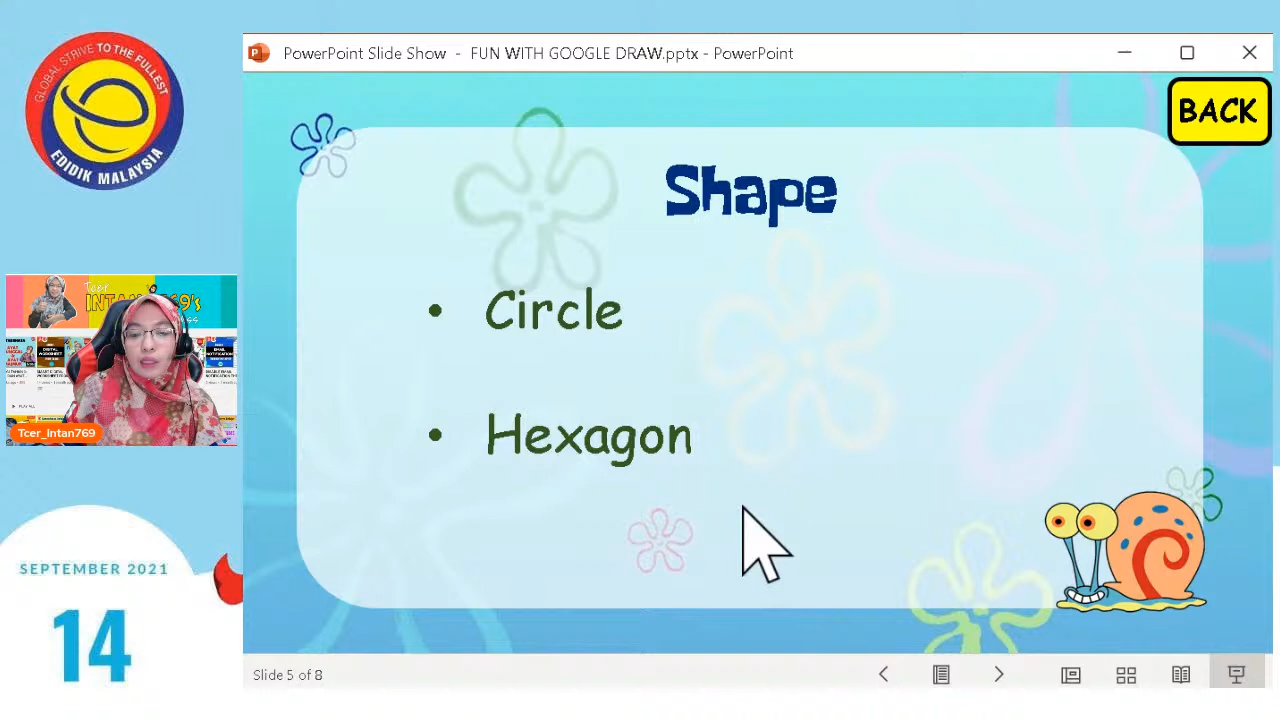 GLOBAL STRIVE TO THE FULLEST
EDIDIK MALAYSIA
PowerPoint Slide Show - FUN WITH GOOGLE DRAW.pptx - PowerPoint
BACK
Shape
• Circle
• Hexagon
Tcer
Tcer_Intan769
SEPTEMBER 2021
14
Slide 5 of 8